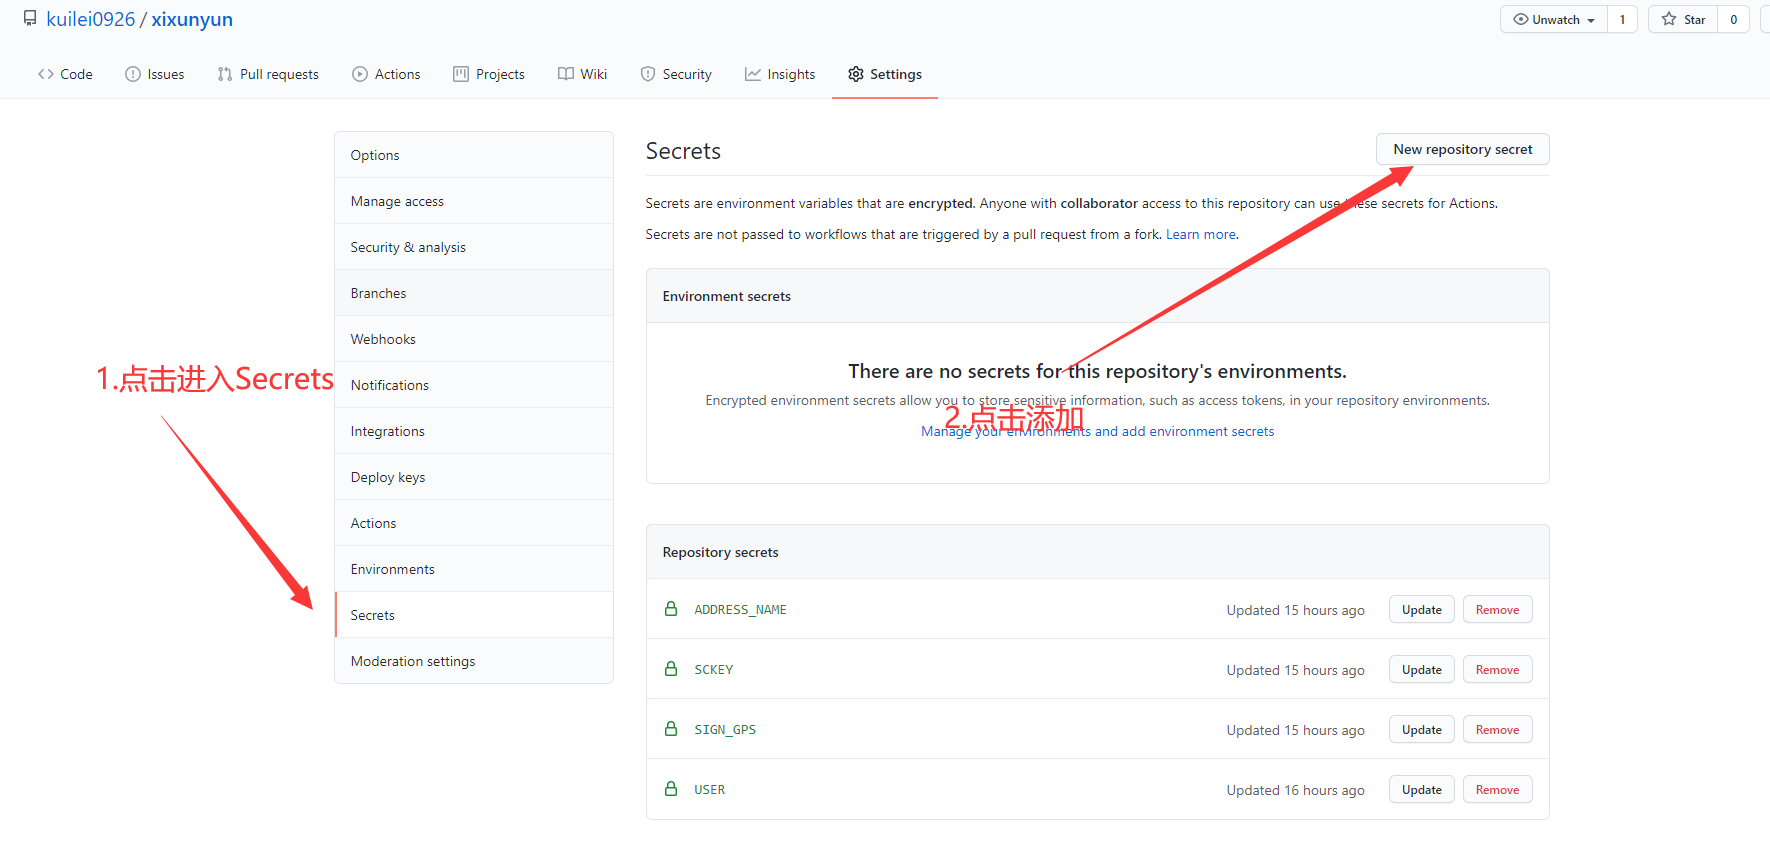 kuilei0926 / xixunyun
Unwatch 1 Star 0
Code Issues Pull requests Actions Projects Wiki Security Insights Settings
Options
Manage access
Security & analysis
Branches
Webhooks
Notifications
Integrations
Deploy keys
Actions
Environments
Secrets
Moderation settings
1.点击进入Secrets
Secrets
New repository secret
Secrets are environment variables that are encrypted. Anyone with collaborator access to this repository can use these secrets for Actions.
Secrets are not passed to workflows that are triggered by a pull request from a fork. Learn more.
Environment secrets
There are no secrets for this repository's environments.
Encrypted environment secrets allow you to store sensitive information, such as access tokens, in your repository environments.
2.点击添加
Manage your environments and add environment secrets
Repository secrets
ADDRESS_NAME Updated 15 hours ago Update Remove
SCKEY Updated 15 hours ago Update Remove
SIGN_GPS Updated 15 hours ago Update Remove
USER Updated 16 hours ago Update Remove